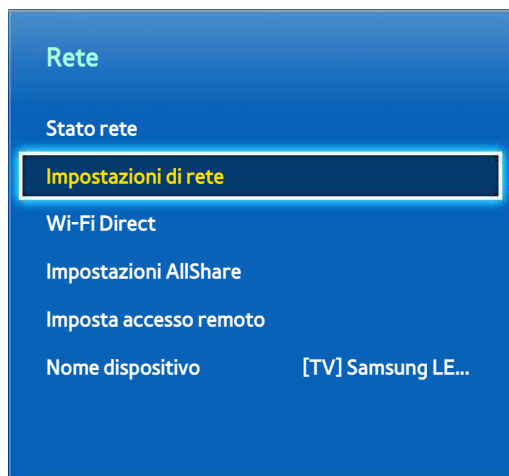 Rete
Stato rete
Impostazioni di rete
Wi-Fi Direct
Impostazioni AllShare
Imposta accesso remoto
Nome dispositivo [TV] Samsung LE...